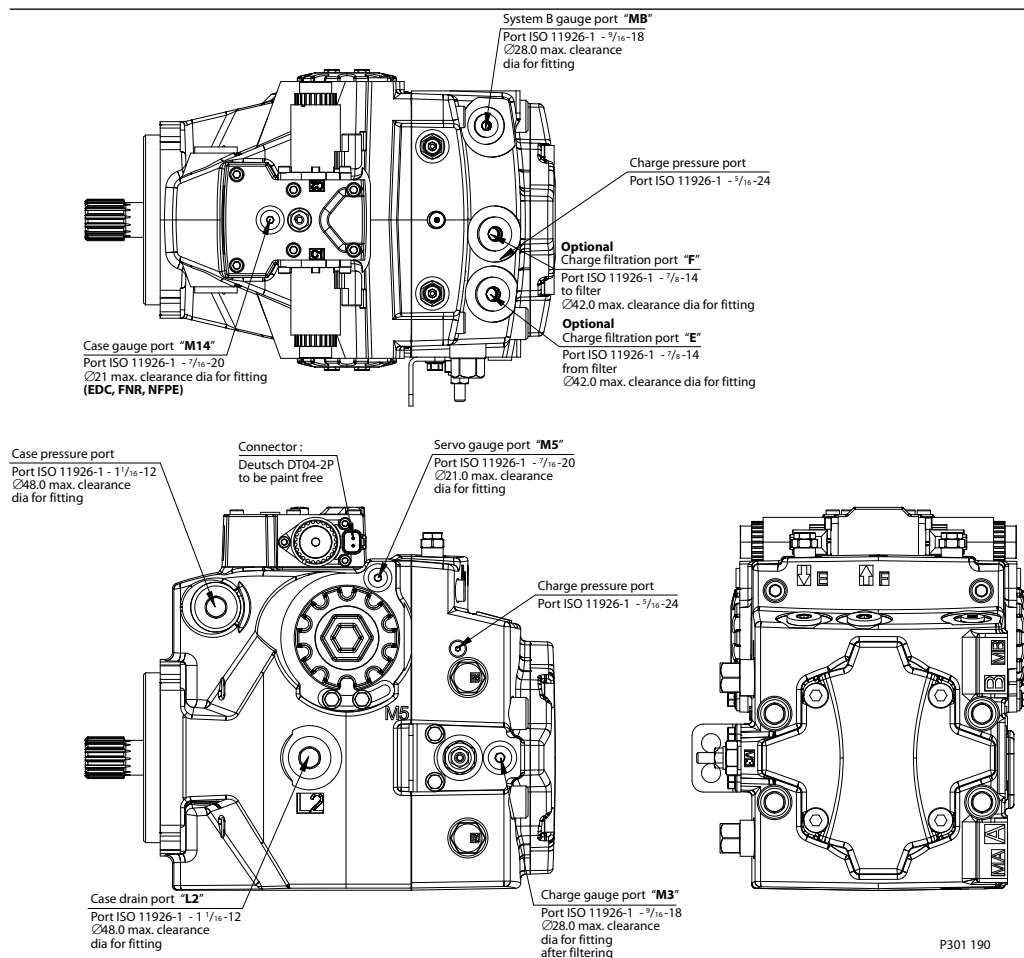 System B gauge port “MB”
Port ISO 11926-1 - 9/16-18
∅28.0 max. clearance
dia for fitting
Charge pressure port
Port ISO 11926-1 - 5/16-24
Optional
Charge filtration port “F”
Port ISO 11926-1 - 7/8-14
to filter
∅42.0 max. clearance dia for fitting
Optional
Charge filtration port “E”
Port ISO 11926-1 - 7/8-14
from filter
∅42.0 max. clearance dia for fitting
Case gauge port “M14”
Port ISO 11926-1 - 7/16-20
∅21 max. clearance dia for fitting
(EDC, FNR, NFPE)
C2
C1
Case pressure port
Port ISO 11926-1 - 1 1/16-12
∅48.0 max. clearance
dia for fitting
Connector :
Deutsch DT04-2P
to be paint free
Servo gauge port “M5”
Port ISO 11926-1 - 7/16-20
∅21.0 max. clearance
dia for fitting
Charge pressure port
Port ISO 11926-1 - 5/16-24
M5
L2
Case drain port “L2”
Port ISO 11926-1 - 1 1/16-12
∅48.0 max. clearance
dia for fitting
Charge gauge port “M3”
Port ISO 11926-1 - 9/16-18
∅28.0 max. clearance
dia for fitting
after filtering
E F
B MB
MA A
P301 190